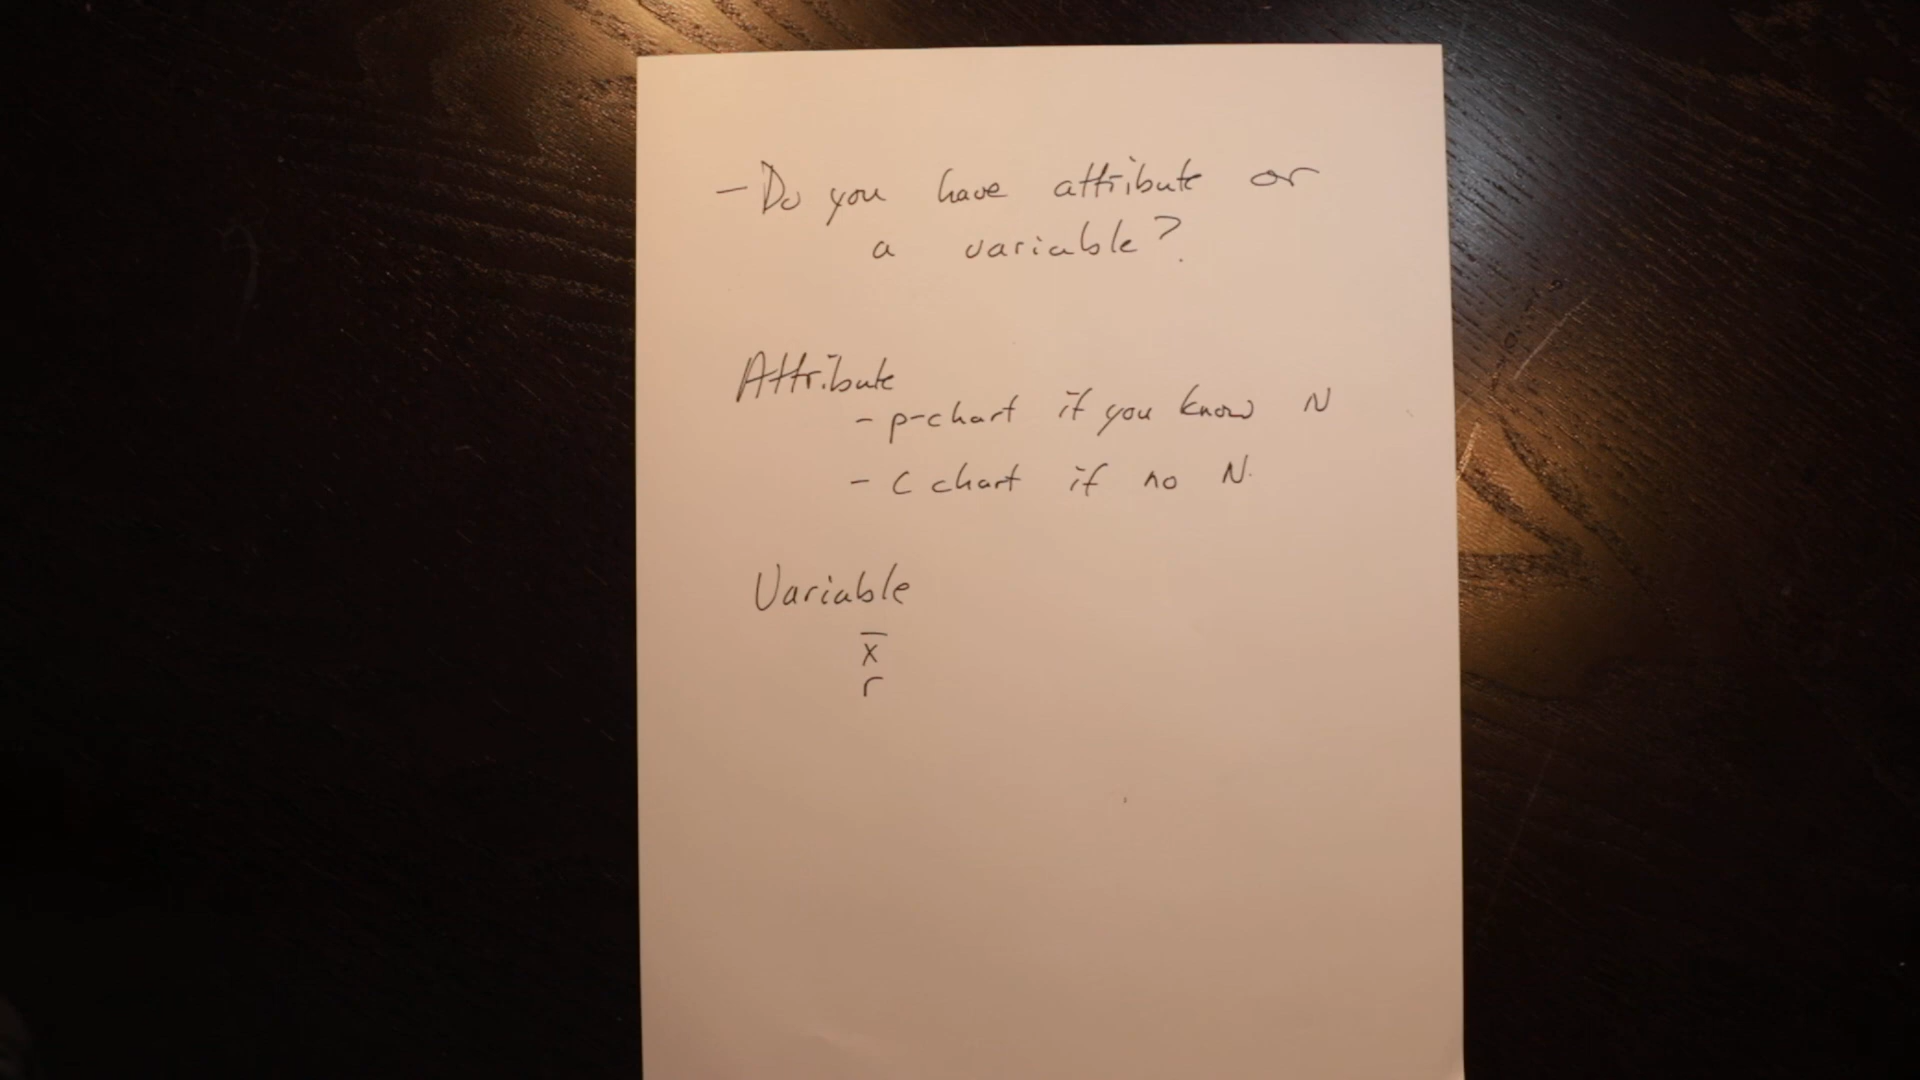 - Do you have attribute or
a variable?
Attribute
- p-chart if you know N
- C chart if no N.
Variable
x̅
r